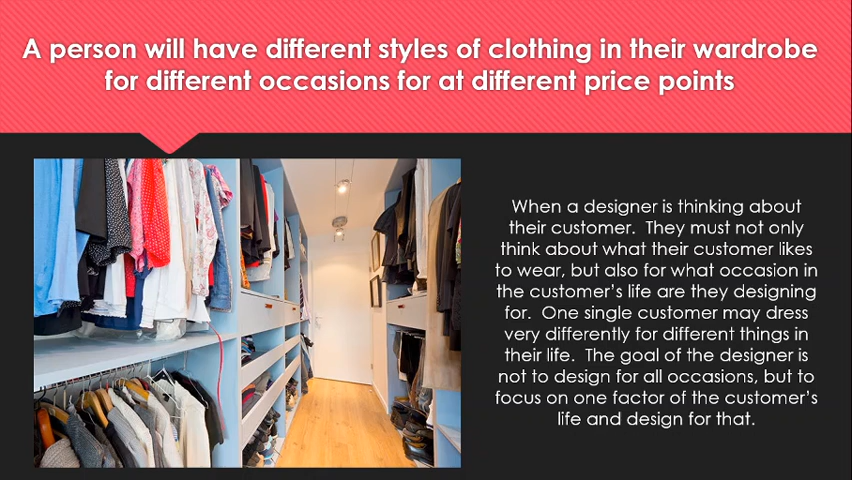 A person will have different styles of clothing in their wardrobe
for different occasions for at different price points
When a designer is thinking about
their customer.  They must not only
think about what their customer likes
to wear, but also for what occasion in
the customer's life are they designing
for.  One single customer may dress
very differently for different things in
their life.  The goal of the designer is
not to design for all occasions, but to
focus on one factor of the customer's
life and design for that.